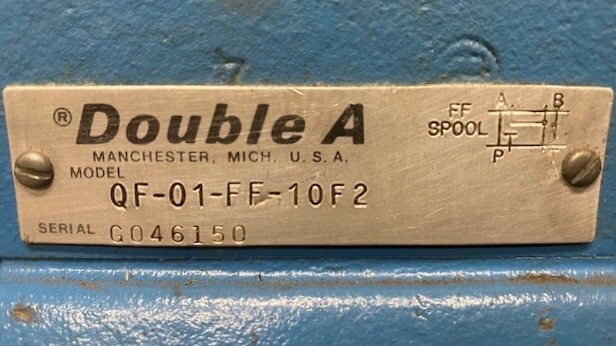 ® Double A
MANCHESTER, MICH. U.S.A.
MODEL
QF-01-FF-10F2
SERIAL G046150
FF
SPOOL
A B
P